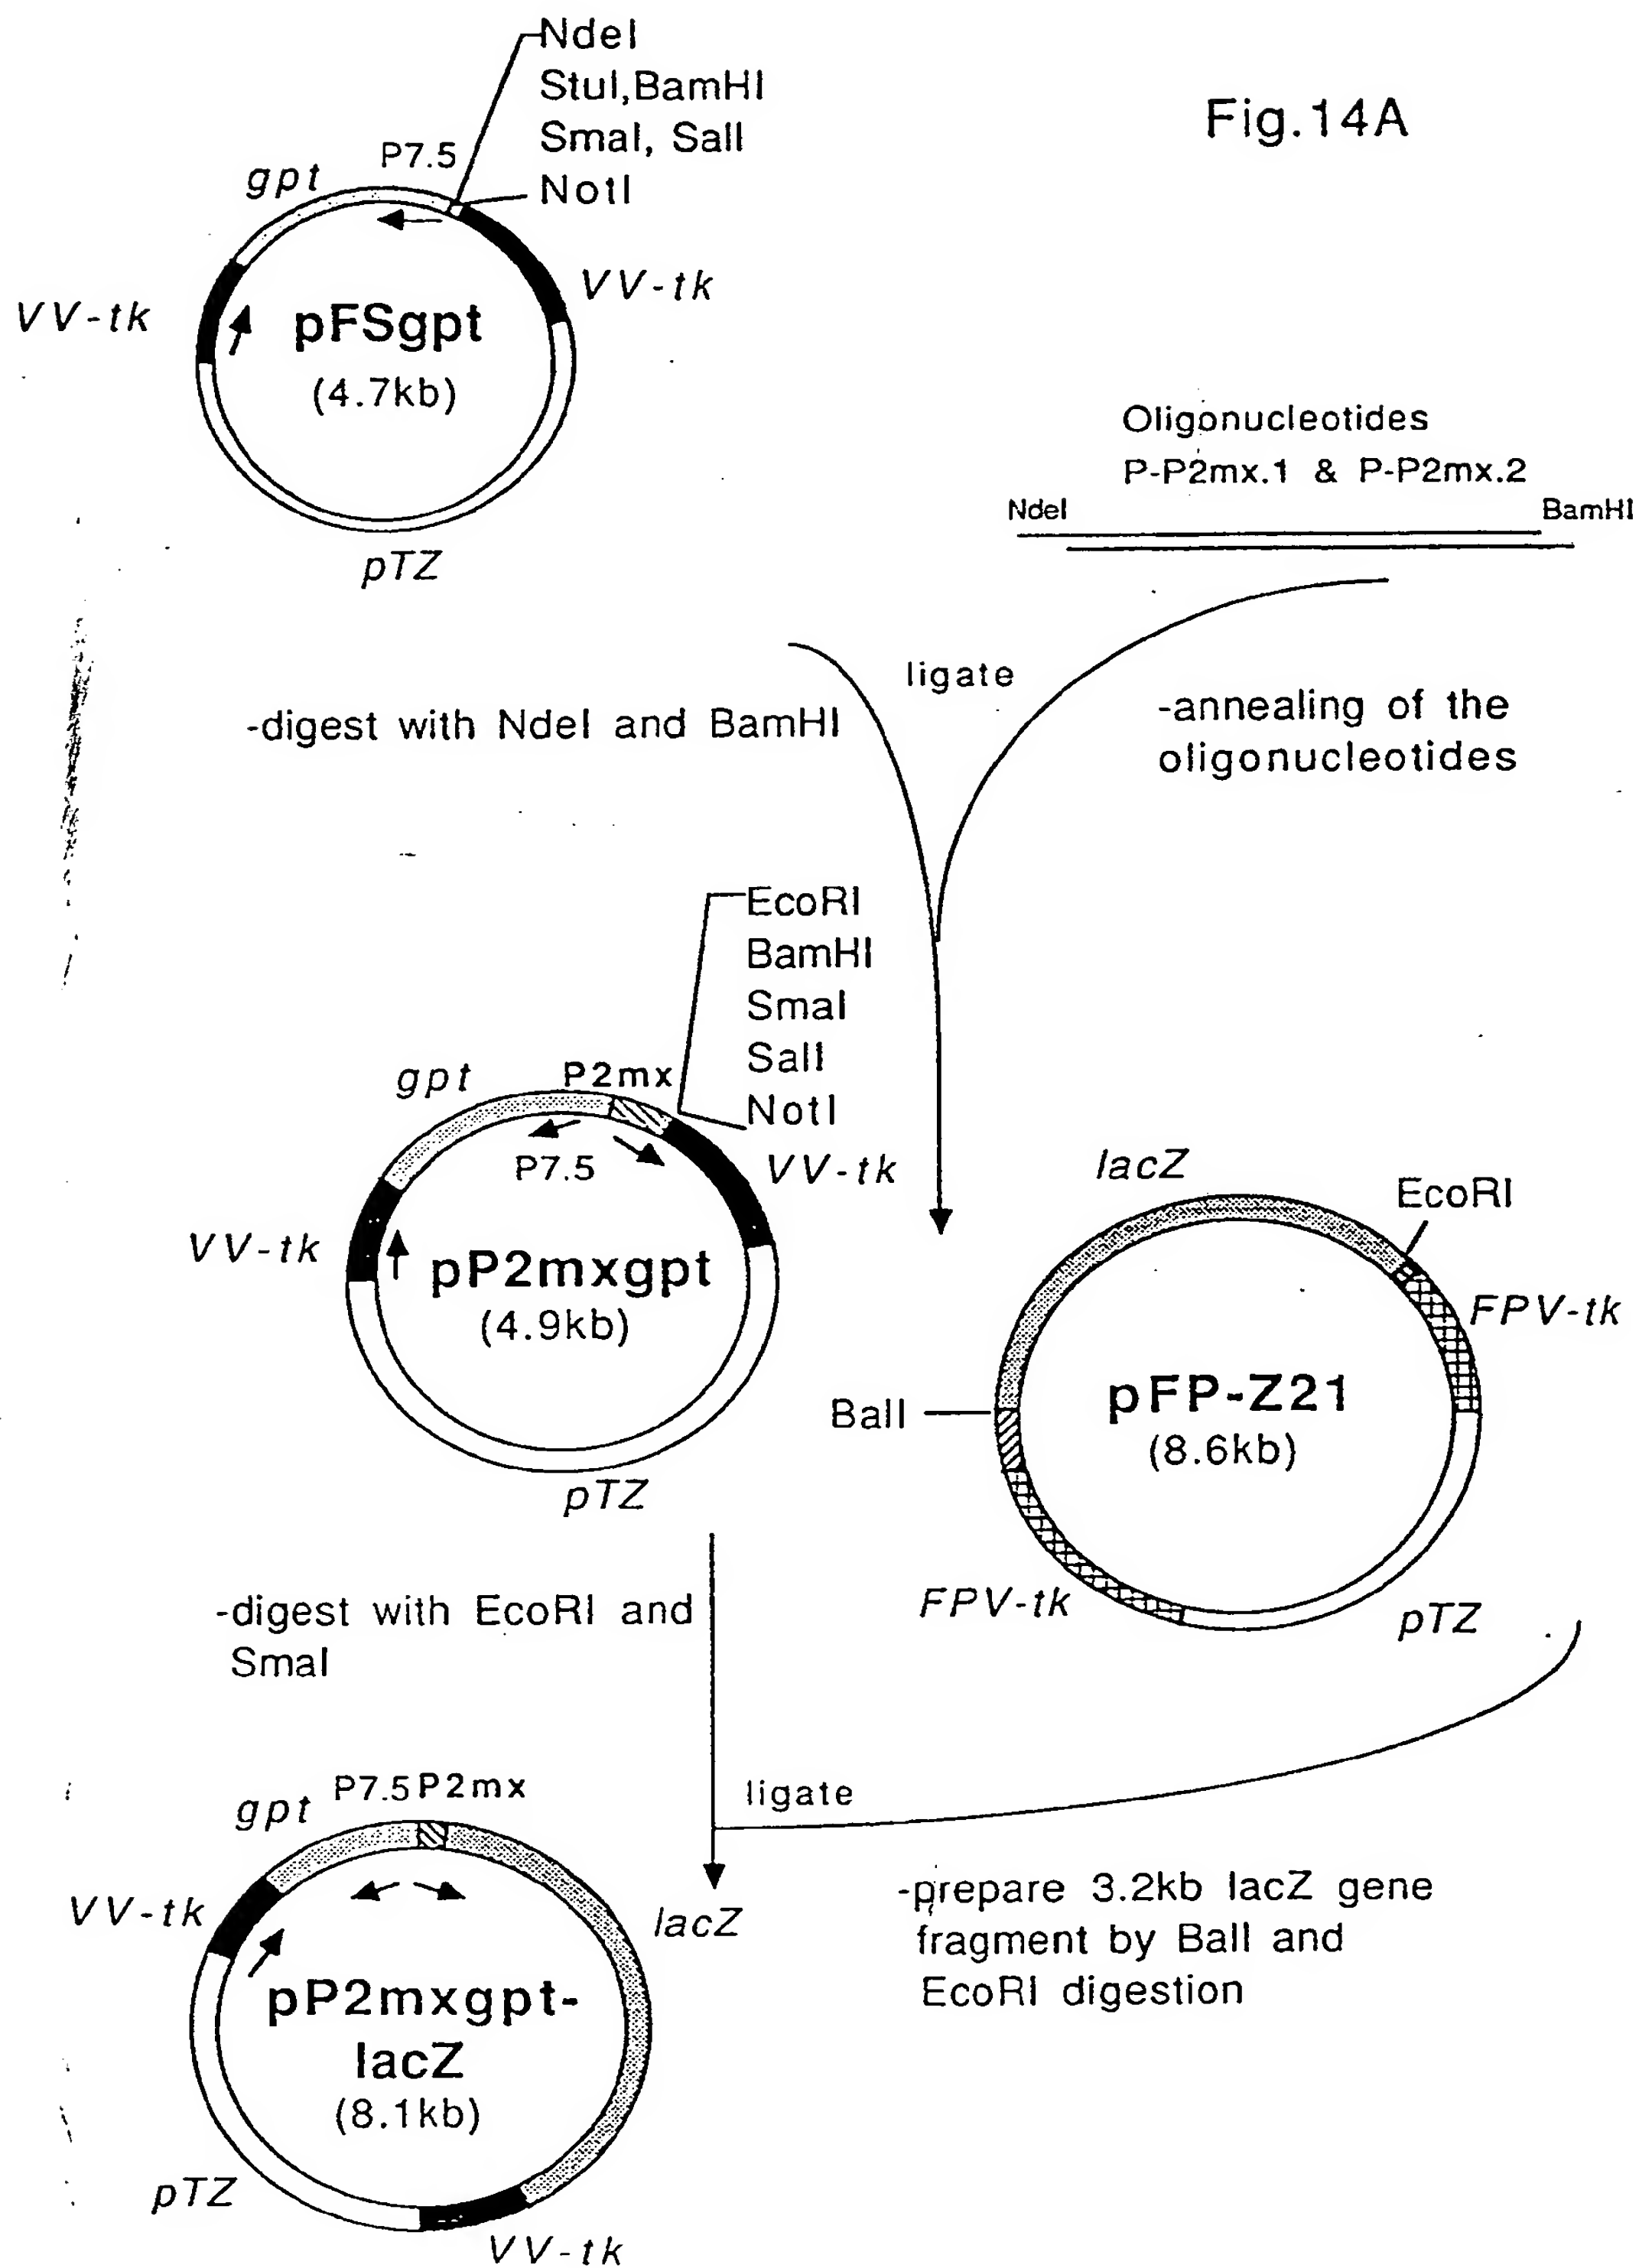 Fig.14A
NdeI
StuI,BamHI
SmaI, SalI
NotI
P7.5
gpt
VV-tk
VV-tk
pFSgpt
(4.7kb)
pTZ
Oligonucleotides
P-P2mx.1 & P-P2mx.2
NdeI
BamHI
ligate
-digest with NdeI and BamHI
-annealing of the
oligonucleotides
EcoRI
BamHI
SmaI
SalI
NotI
gpt
P2mx
P7.5
VV-tk
VV-tk
pP2mxgpt
(4.9kb)
pTZ
lacZ
EcoRI
FPV-tk
BalI
pFP-Z21
(8.6kb)
FPV-tk
pTZ
-digest with EcoRI and
SmaI
ligate
-prepare 3.2kb lacZ gene
fragment by BalI and
EcoRI digestion
gpt
P7.5 P2mx
VV-tk
lacZ
pP2mxgpt-
lacZ
(8.1kb)
pTZ
VV-tk